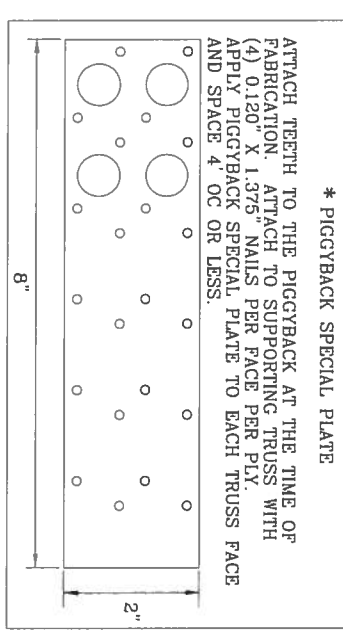 * PIGGYBACK SPECIAL PLATE
ATTACH TEETH TO THE PIGGYBACK AT THE TIME OF
FABRICATION. ATTACH TO SUPPORTING TRUSS WITH
(4) 0.120" X 1.375" NAILS PER FACE PER PLY.
APPLY PIGGYBACK SPECIAL PLATE TO EACH TRUSS FACE
AND SPACE 4' OC OR LESS.
8"
2"